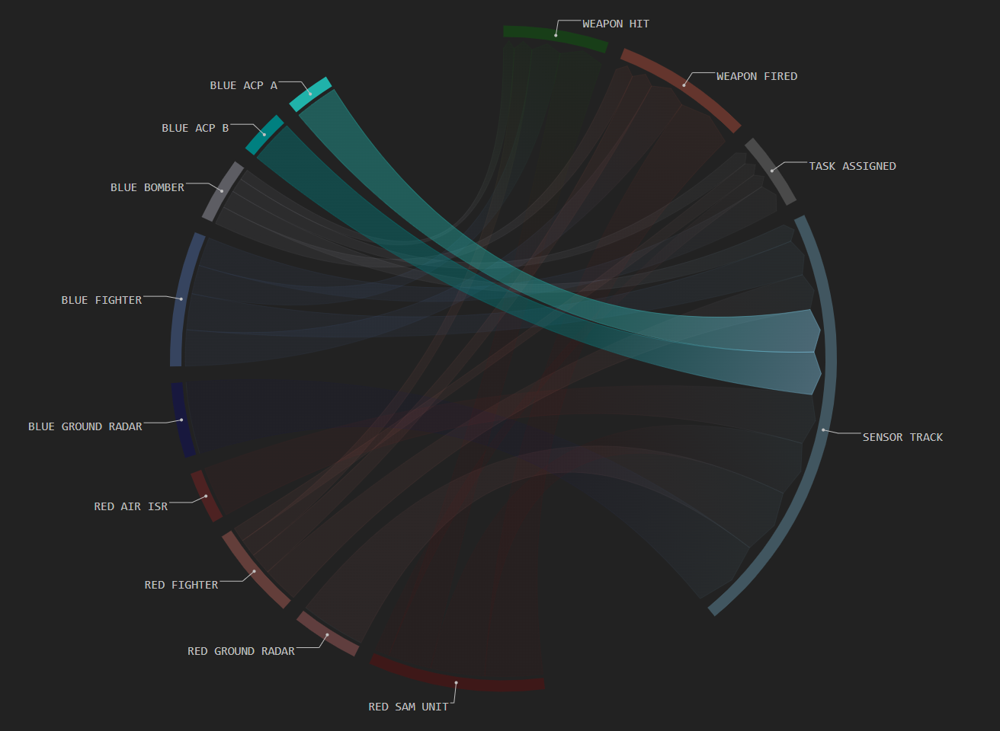 WEAPON HIT
WEAPON FIRED
BLUE ACP A
BLUE ACP B
TASK ASSIGNED
BLUE BOMBER
BLUE FIGHTER
BLUE GROUND RADAR
SENSOR TRACK
RED AIR ISR
RED FIGHTER
RED GROUND RADAR
RED SAM UNIT